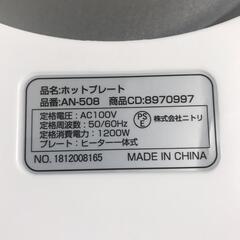 品名:ホットプレート
品番:AN-508 商品CD:8970997
定格電圧:AC100V
定格周波数:50/60Hz
定格消費電力:1200W
プレート:ヒーター一体式
PSE 株式会社ニトリ
NO.1812008165 MADE IN CHINA